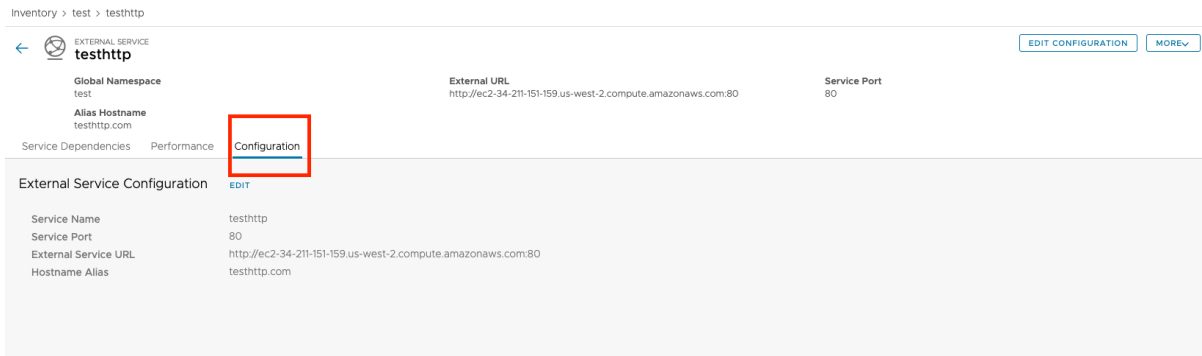 Inventory > test > testhttp
EXTERNAL SERVICE
testhttp
EDIT CONFIGURATION
MORE
Global Namespace
test
External URL
http://ec2-34-211-151-159.us-west-2.compute.amazonaws.com:80
Service Port
80
Alias Hostname
testhttp.com
Service Dependencies Performance Configuration
External Service Configuration EDIT
Service Name testhttp
Service Port 80
External Service URL http://ec2-34-211-151-159.us-west-2.compute.amazonaws.com:80
Hostname Alias testhttp.com